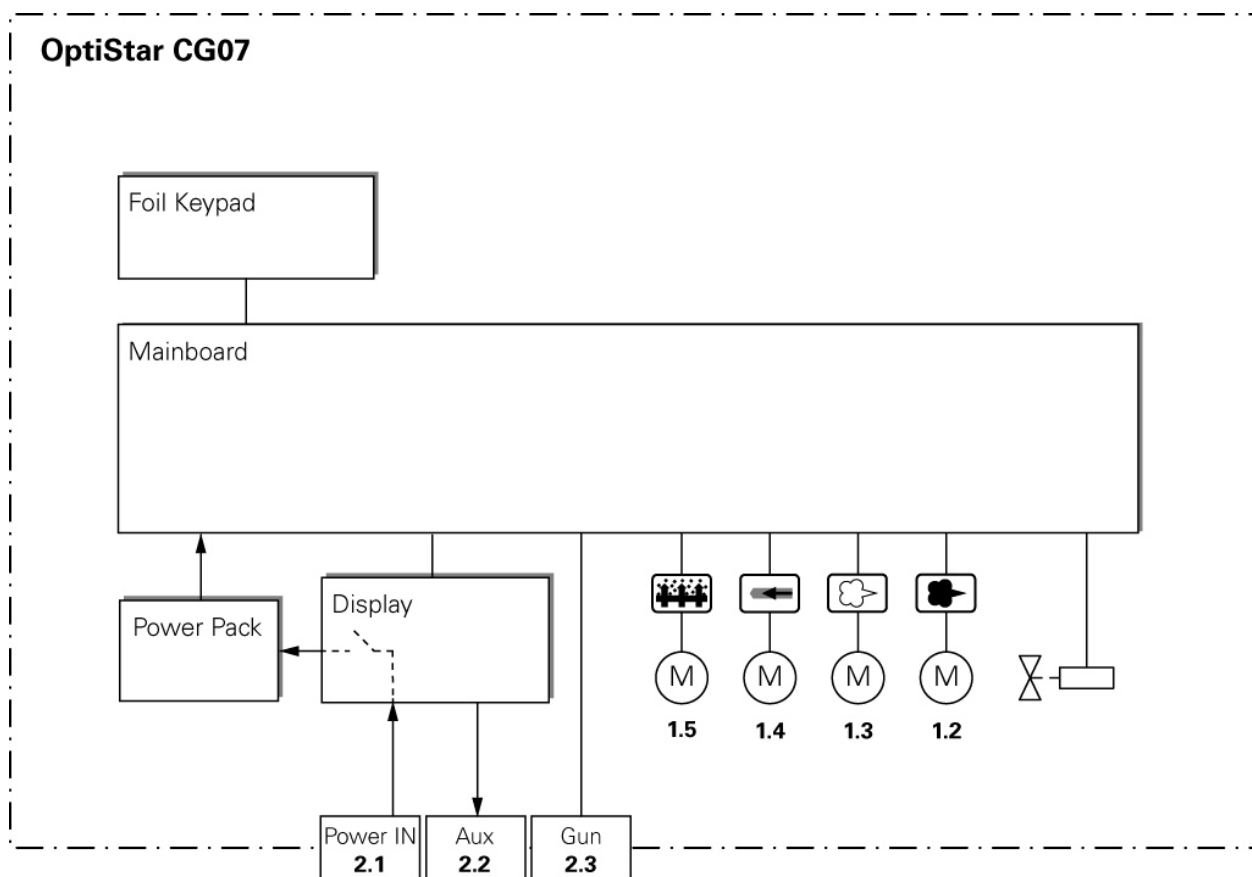 OptiStar CG07
Foil Keypad
Mainboard
Power Pack
Display
M
M
M
M
1.5
1.4
1.3
1.2
Power IN
2.1
Aux
2.2
Gun
2.3